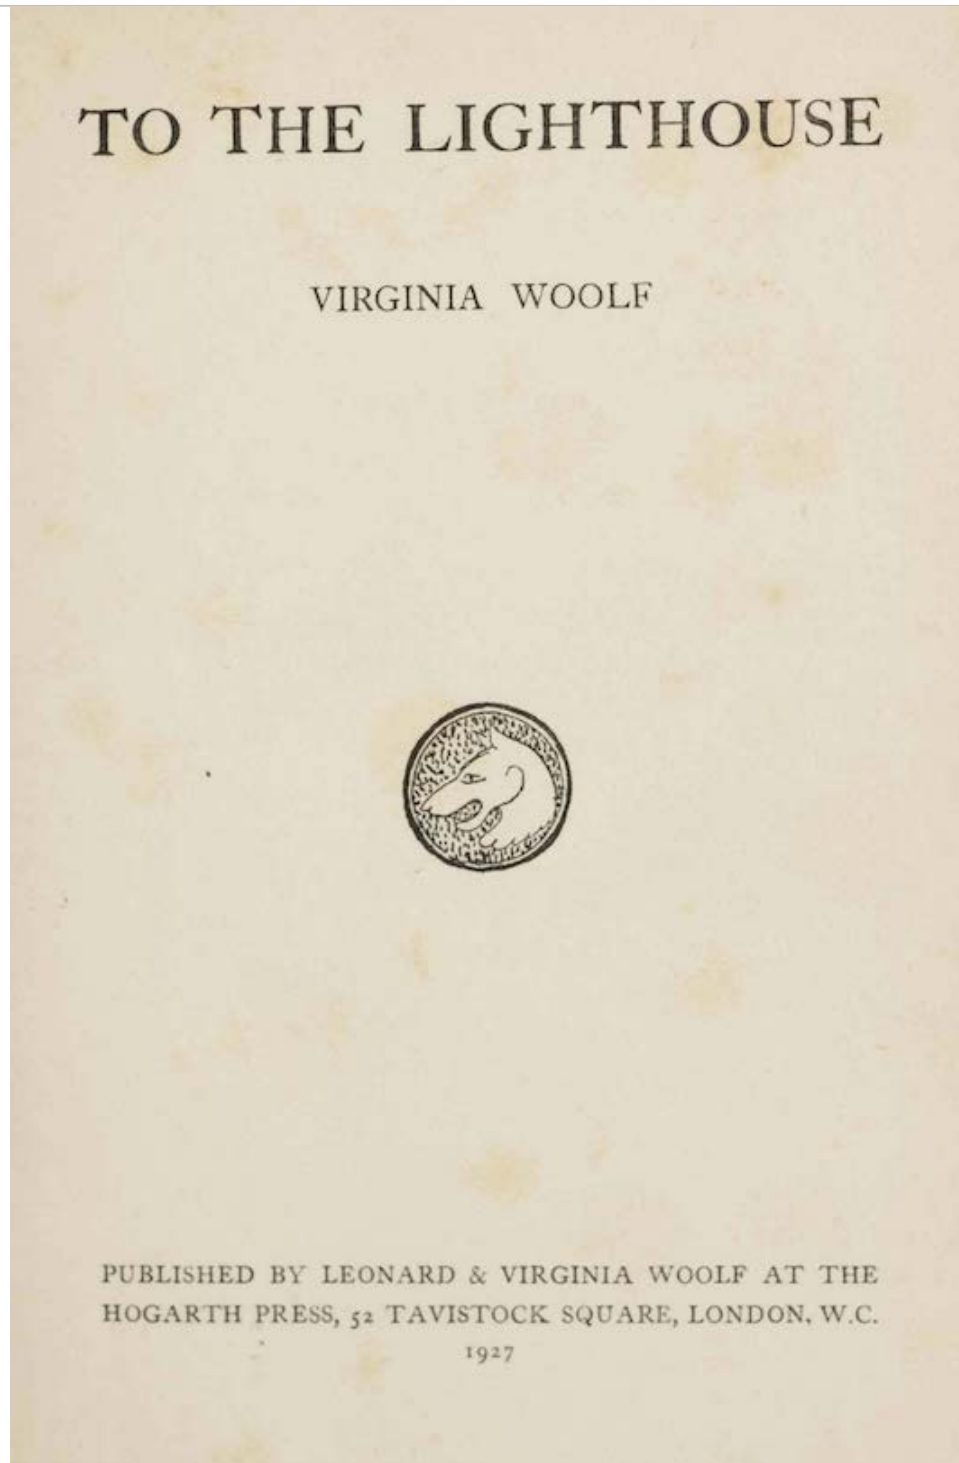 TO THE LIGHTHOUSE
VIRGINIA WOOLF
PUBLISHED BY LEONARD & VIRGINIA WOOLF AT THE
HOGARTH PRESS, 52 TAVISTOCK SQUARE, LONDON, W.C.
1927